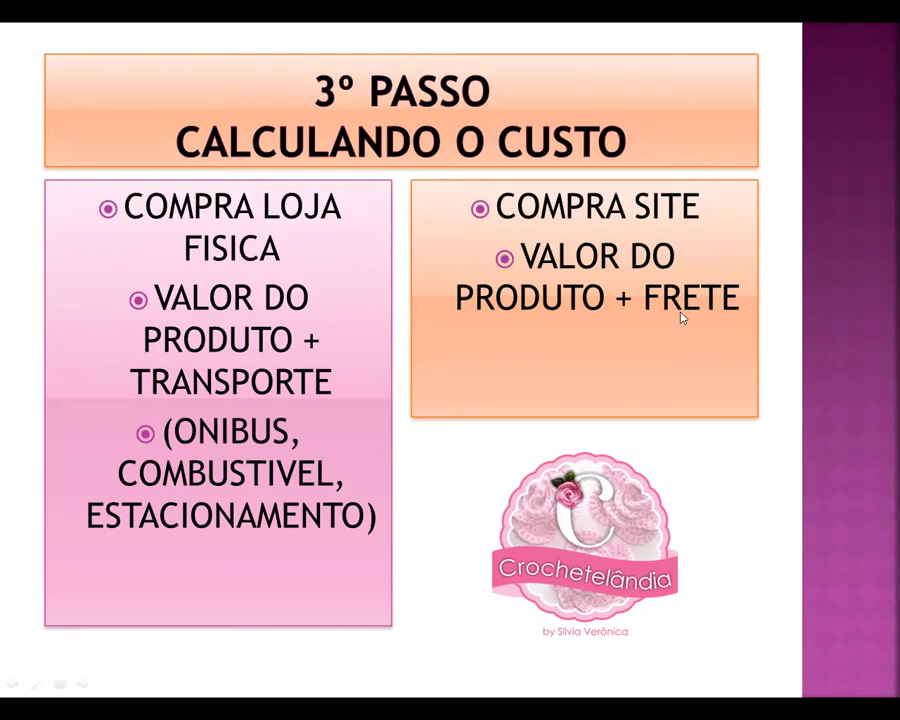 3º PASSO
CALCULANDO O CUSTO
COMPRA LOJA
FISICA
VALOR DO
PRODUTO +
TRANSPORTE
(ONIBUS,
COMBUSTIVEL,
ESTACIONAMENTO)
COMPRA SITE
VALOR DO
PRODUTO + FRETE
C
Crochetelândia
by Silvia Verônica